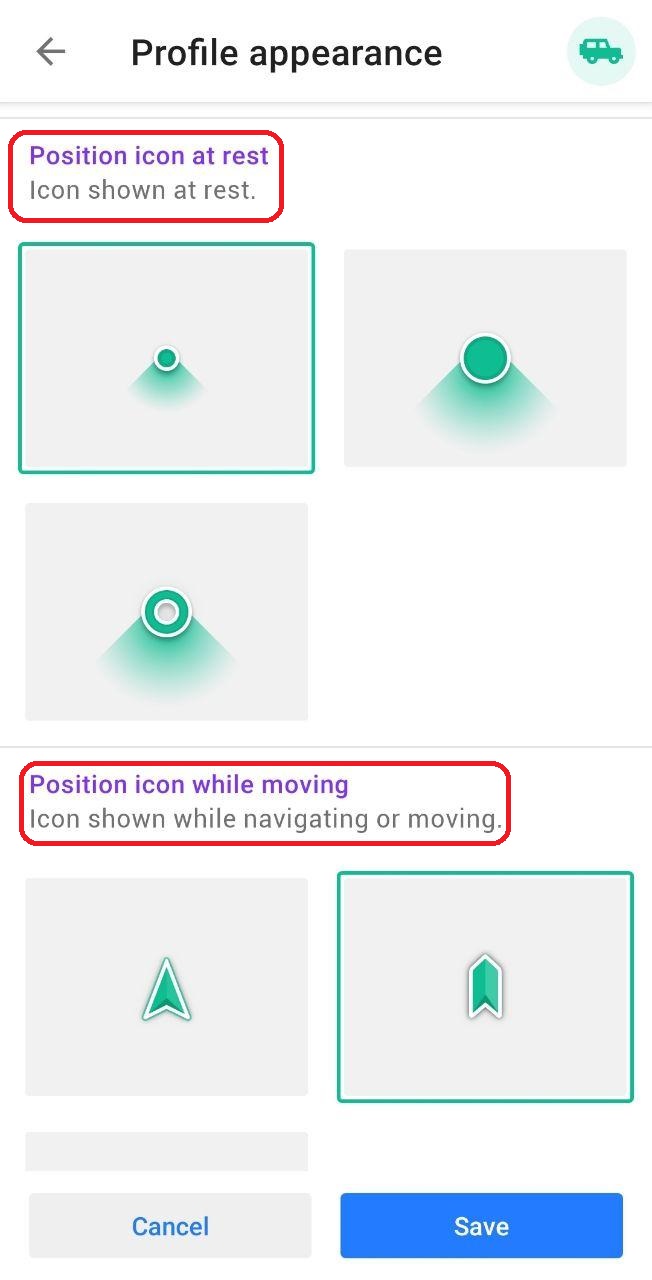 Profile appearance
Position icon at rest
Icon shown at rest.
Position icon while moving
Icon shown while navigating or moving.
Cancel
Save